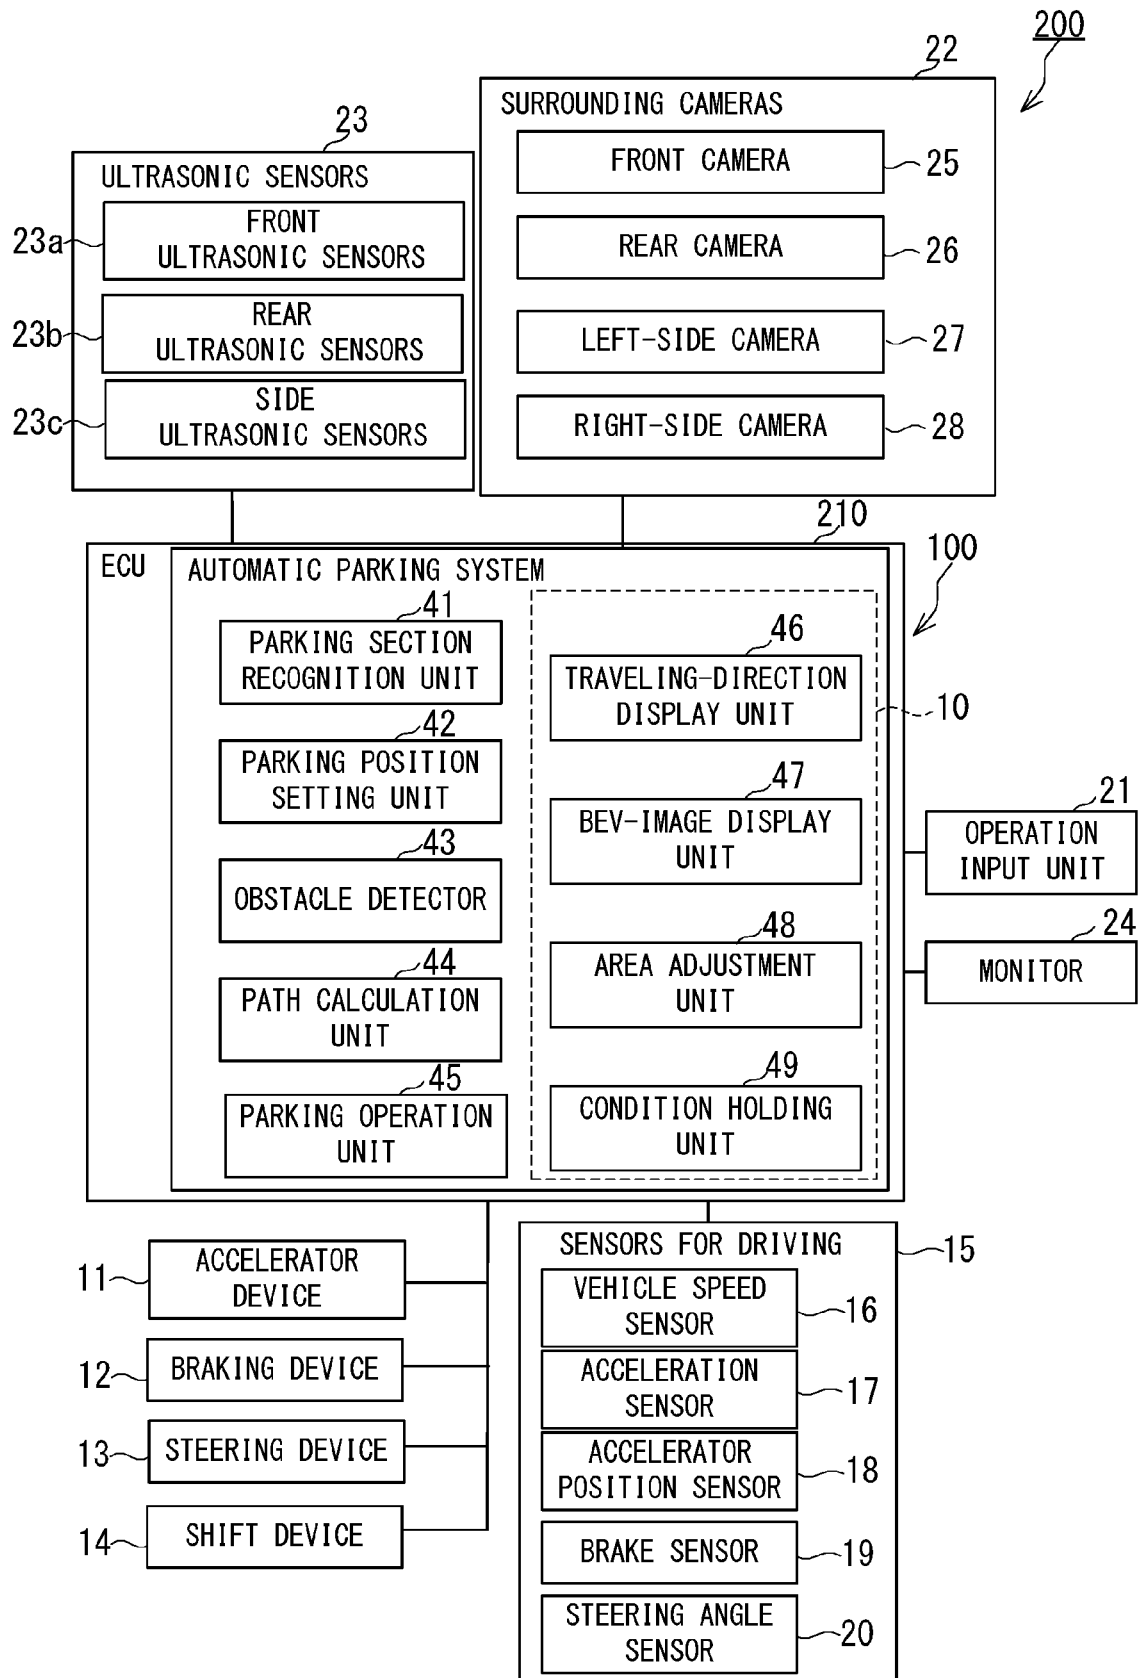 200
22
SURROUNDING CAMERAS
FRONT CAMERA
25
REAR CAMERA
26
LEFT-SIDE CAMERA
27
RIGHT-SIDE CAMERA
28
23
ULTRASONIC SENSORS
23a
FRONT
ULTRASONIC SENSORS
23b
REAR
ULTRASONIC SENSORS
23c
SIDE
ULTRASONIC SENSORS
210
100
ECU
AUTOMATIC PARKING SYSTEM
41
PARKING SECTION
RECOGNITION UNIT
42
PARKING POSITION
SETTING UNIT
43
OBSTACLE DETECTOR
44
PATH CALCULATION
UNIT
45
PARKING OPERATION
UNIT
46
TRAVELING-DIRECTION
DISPLAY UNIT
10
47
BEV-IMAGE DISPLAY
UNIT
48
AREA ADJUSTMENT
UNIT
49
CONDITION HOLDING
UNIT
21
OPERATION
INPUT UNIT
24
MONITOR
11
ACCELERATOR
DEVICE
12
BRAKING DEVICE
13
STEERING DEVICE
14
SHIFT DEVICE
SENSORS FOR DRIVING
15
VEHICLE SPEED
SENSOR
16
ACCELERATION
SENSOR
17
ACCELERATOR
POSITION SENSOR
18
BRAKE SENSOR
19
STEERING ANGLE
SENSOR
20